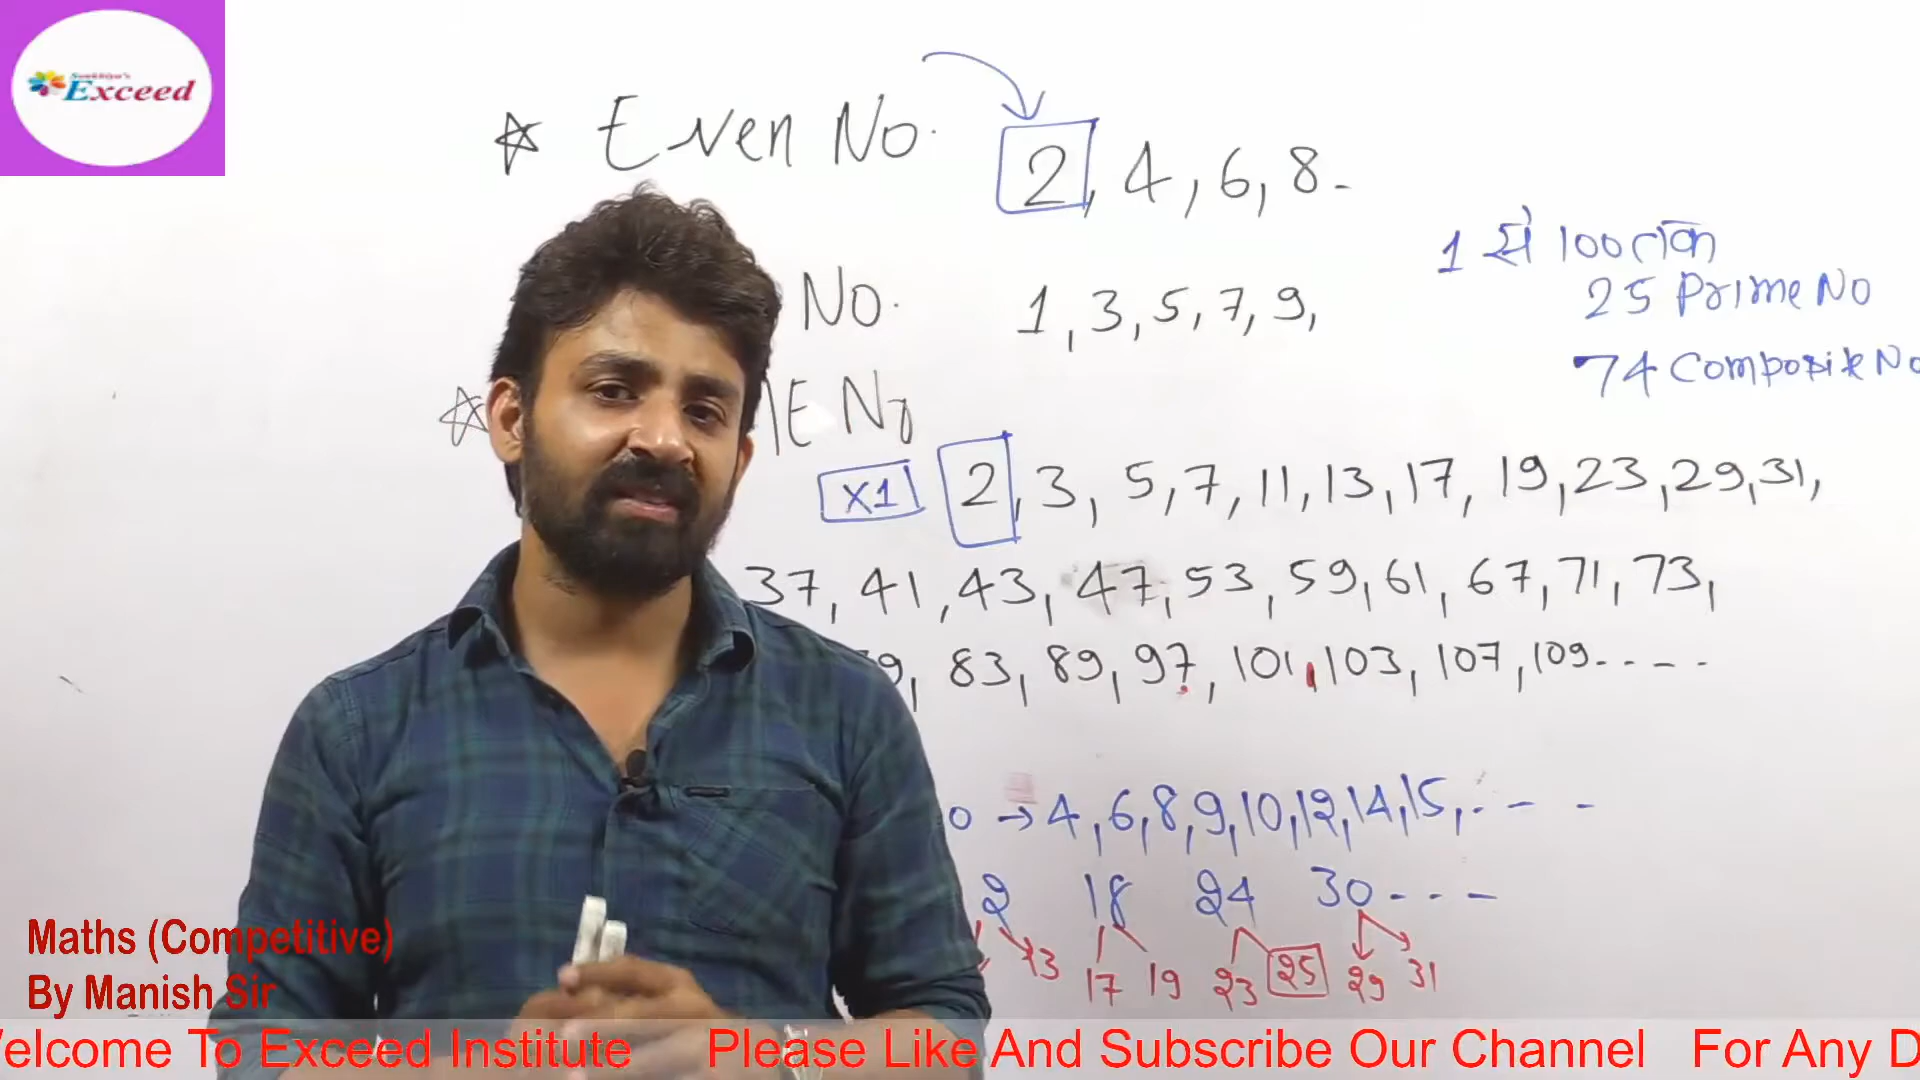 Exceed
☆ Even No. 2, 4, 6, 8-
1 से 100 तक
25 Prime No
74 Composite No
No. 1, 3, 5, 7, 9,
☆ ME No
X1 2, 3, 5, 7, 11, 13, 17, 19, 23, 29, 31,
37, 41, 43, 47, 53, 59, 61, 67, 71, 73,
9, 83, 89, 97, 101, 103, 107, 109.----
o → 4, 6, 8, 9, 10, 12, 14, 15, .- -
2 18 24 30---
13 17 19 23 25 29 31
Maths (Competitive)
By Manish Sir
elcome To Exceed Institute Please Like And Subscribe Our Channel For Any D